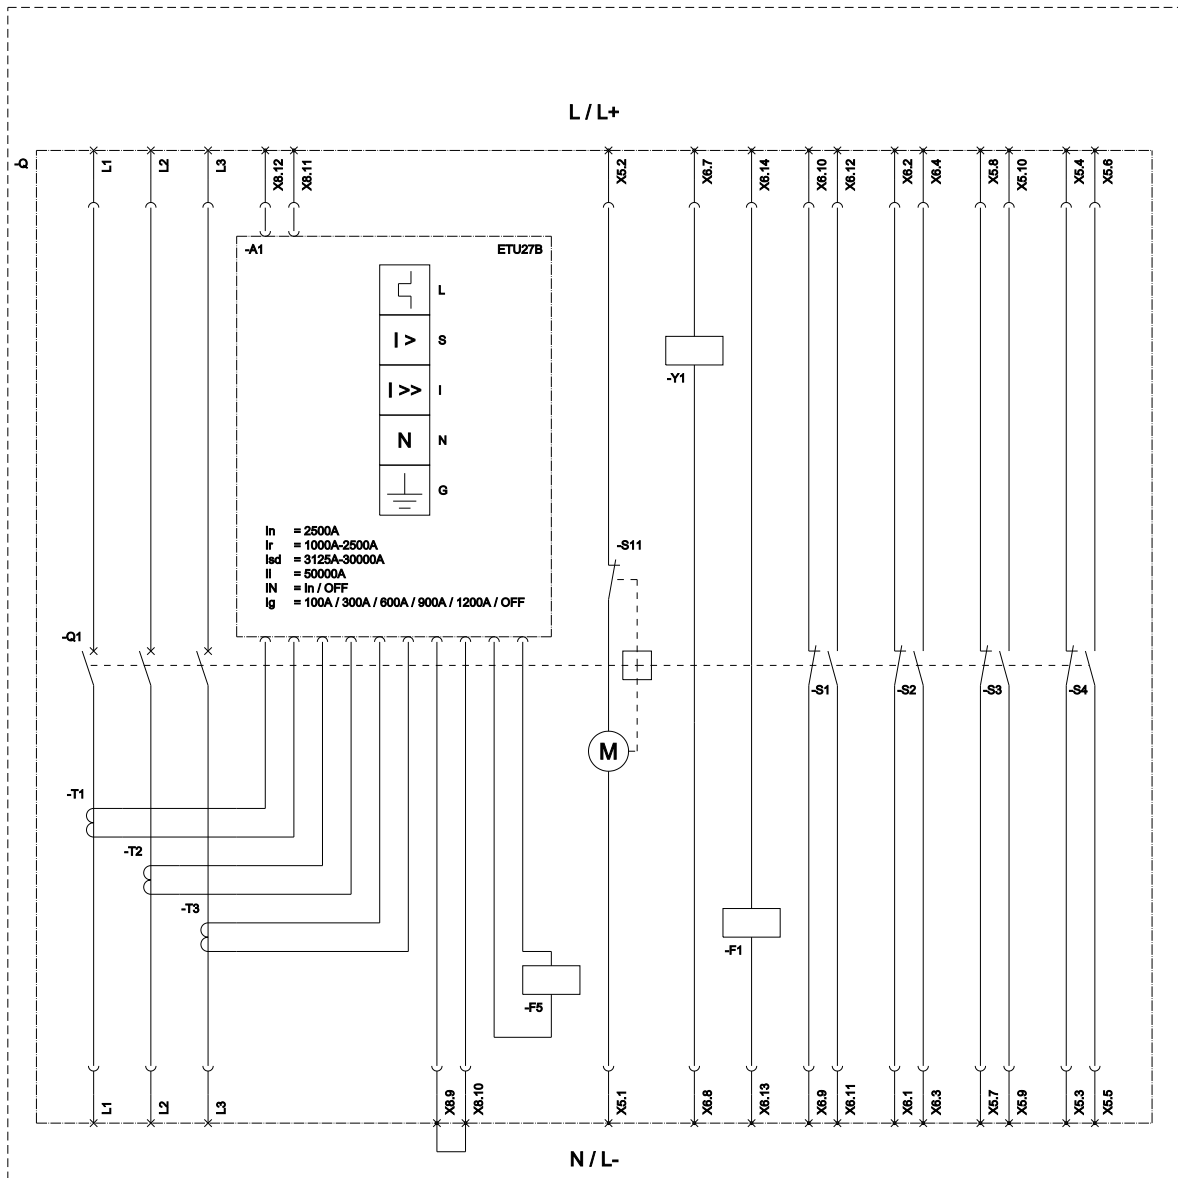 L / L+
-Q
L1
L2
L3
X8.12
X8.11
X5.2
X6.7
X6.14
X6.10
X6.12
X6.2
X6.4
X5.8
X5.10
X5.4
X5.6
-A1
ETU27B
L
I >
S
I >>
I
N
N
G
-Y1
In = 2500A
Ir = 1000A-2500A
Isd = 3125A-30000A
Ii = 50000A
IN = In / OFF
Ig = 100A / 300A / 600A / 900A / 1200A / OFF
-S11
-Q1
-S1
-S2
-S3
-S4
M
-T1
-T2
-T3
-F1
-F5
L1
L2
L3
X8.9
X8.10
X5.1
X6.8
X6.13
X6.9
X6.11
X6.1
X6.3
X5.7
X5.9
X5.3
X5.5
N / L-